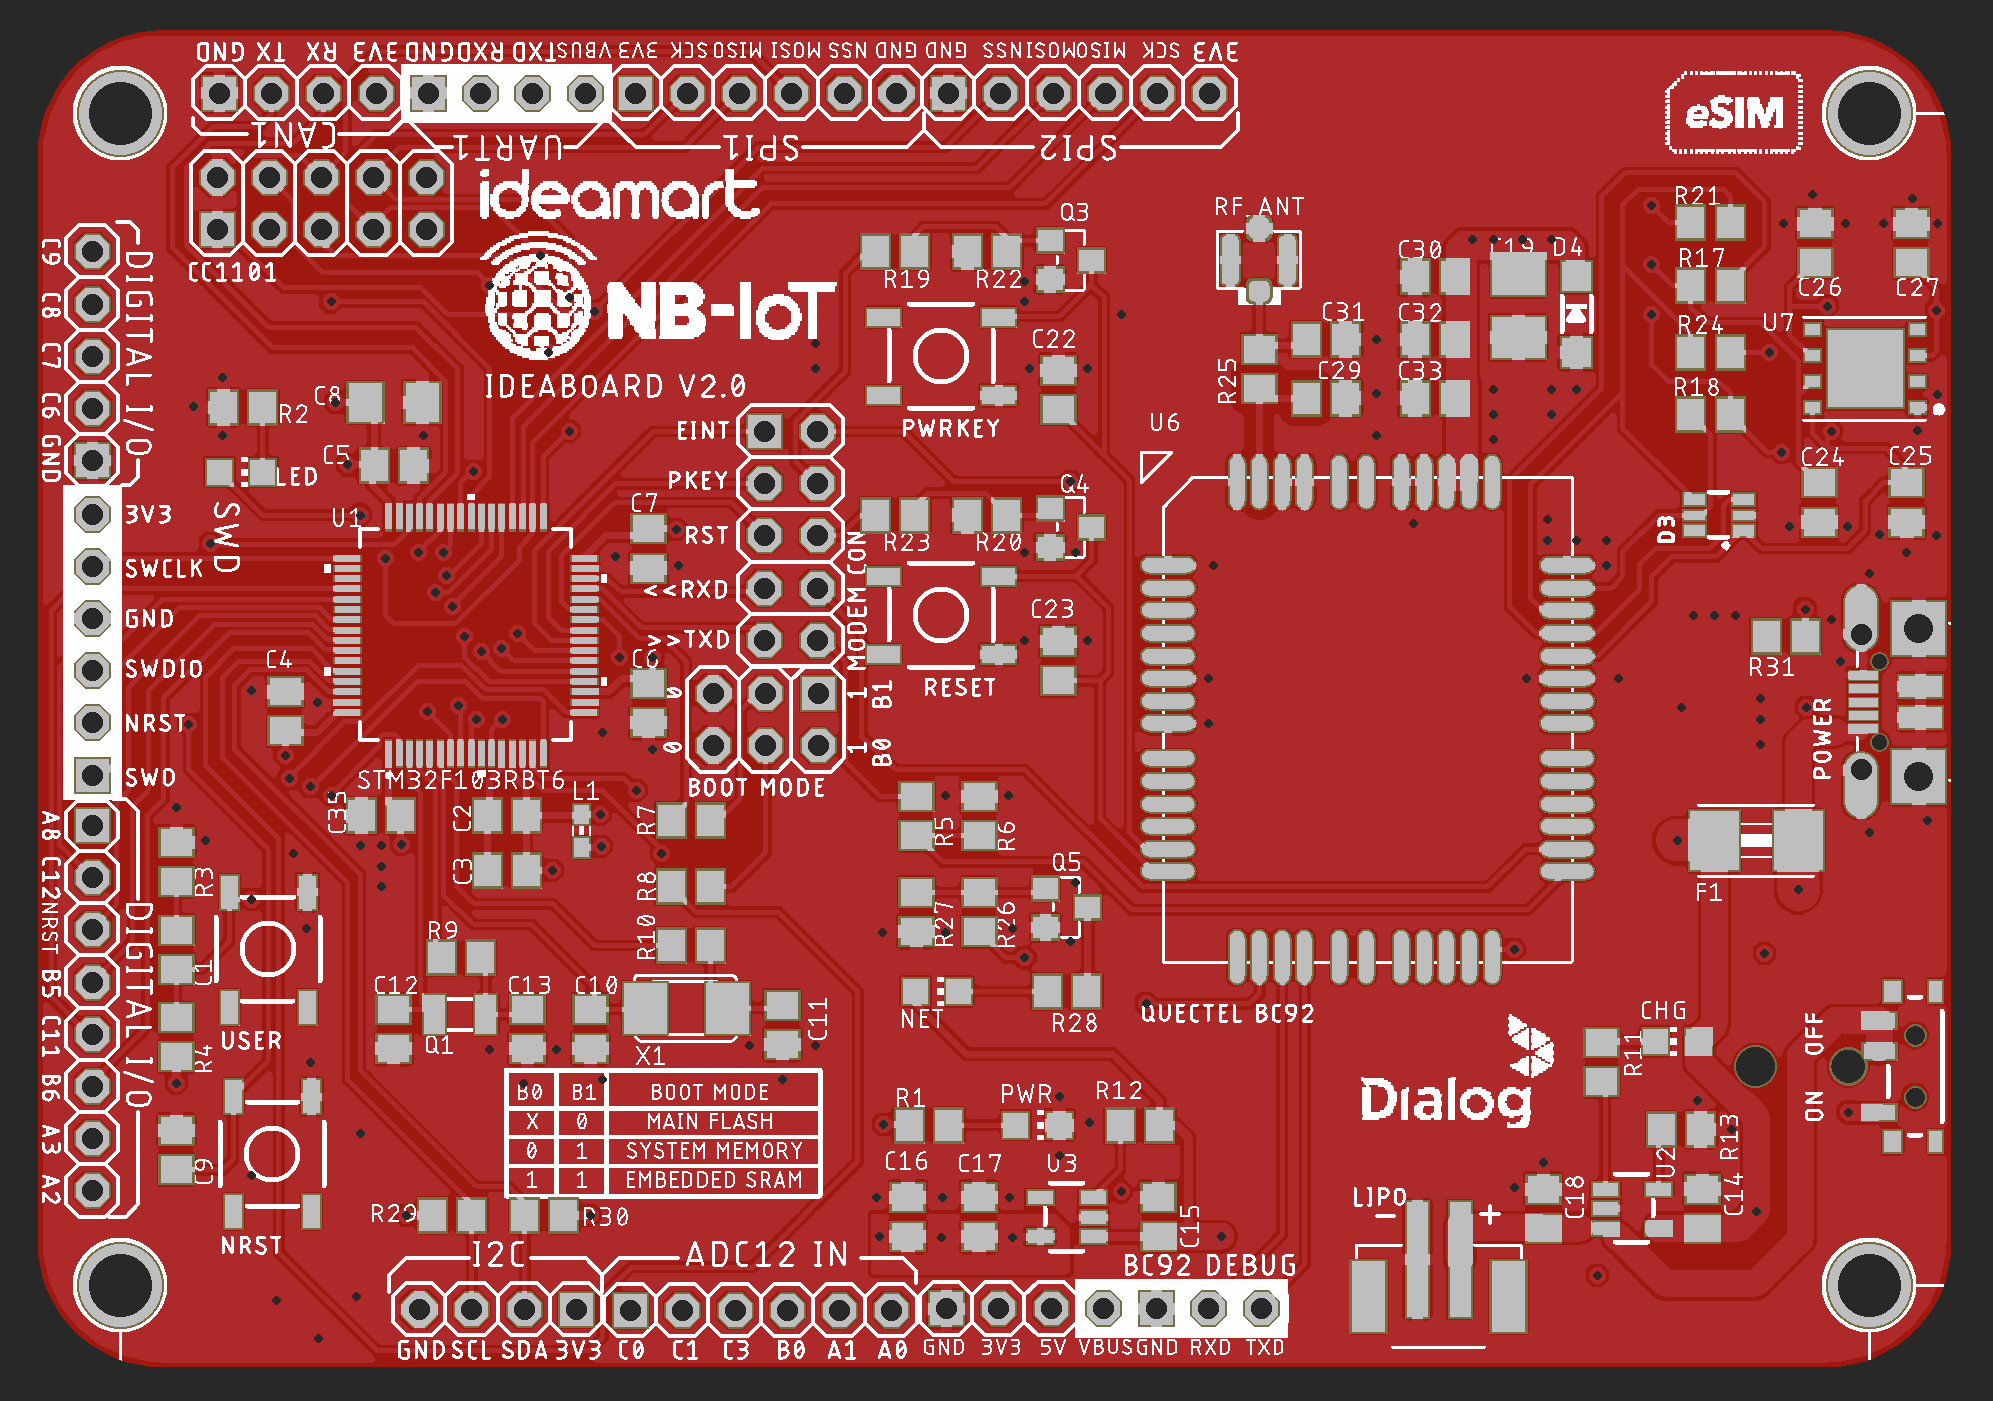 GND TX RX 3V3 GND RXD TXD VBUS 3V3 SCK MISO MOSI NSS GND GND NSS MOSI MISO SCK 3V3
CAN1 UART1 SPI1 SPI2
eSIM
ideamart
CC1101
NB-IoT
IDEABOARD V2.0
C9
C8
C7
C6
GND
DIGITAL I/O
3V3
SWCLK
GND
SWDIO
NRST
SWO
SWD
A8
C12
NRST
B5
C11
B6
A3
A2
DIGITAL I/O
R2
LED
C8
C5
U1
C7
C4
C6
STM32F103RBT6
EINT
PKEY
RST
<<RXD
>>TXD
MODEM CON
0 1 B1
0 1 B0
BOOT MODE
R19 R22 Q3
PWRKEY
C22
R23 R20 Q4
RESET
C23
RF_ANT
R25
C31
C29
C30
C32
C33
C19
D4
U6
QUECTEL BC92
R21
R17
R24
R18
U7
C26 C27
C24 C25
D3
R31
POWER
F1
C35
C2
C3
L1
R7
R8
R10
R3
C1
R4
C9
USER
NRST
R9
C12 C13 C10
Q1
X1
C11
R5 R6
R27 R26
Q5
NET
R28
B0 B1 BOOT MODE
X 0 MAIN FLASH
0 1 SYSTEM MEMORY
1 1 EMBEDDED SRAM
R29 R30
R1 PWR R12
C16 C17 U3
C15
Dialog
CHG
R11
R13
U2
C18
C14
OFF
ON
LIPO
- +
I2C ADC12 IN BC92 DEBUG
GND SCL SDA 3V3 C0 C1 C3 B0 A1 A0 GND 3V3 5V VBUS GND RXD TXD